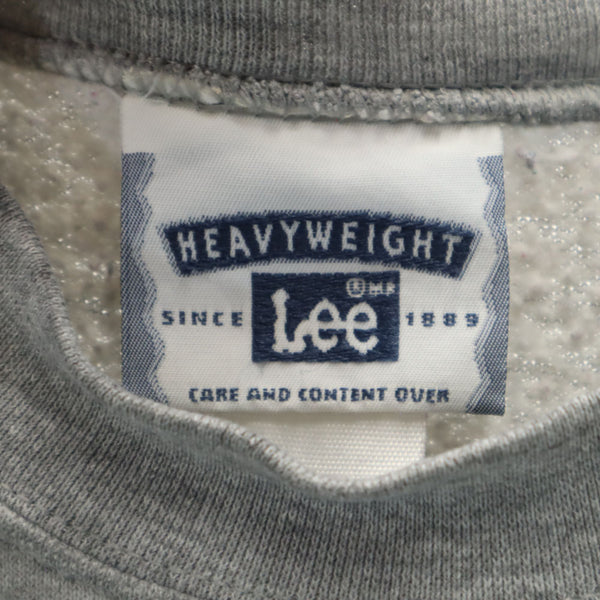 HEAVYWEIGHT
® MR
SINCE Lee 1889
CARE AND CONTENT OVER